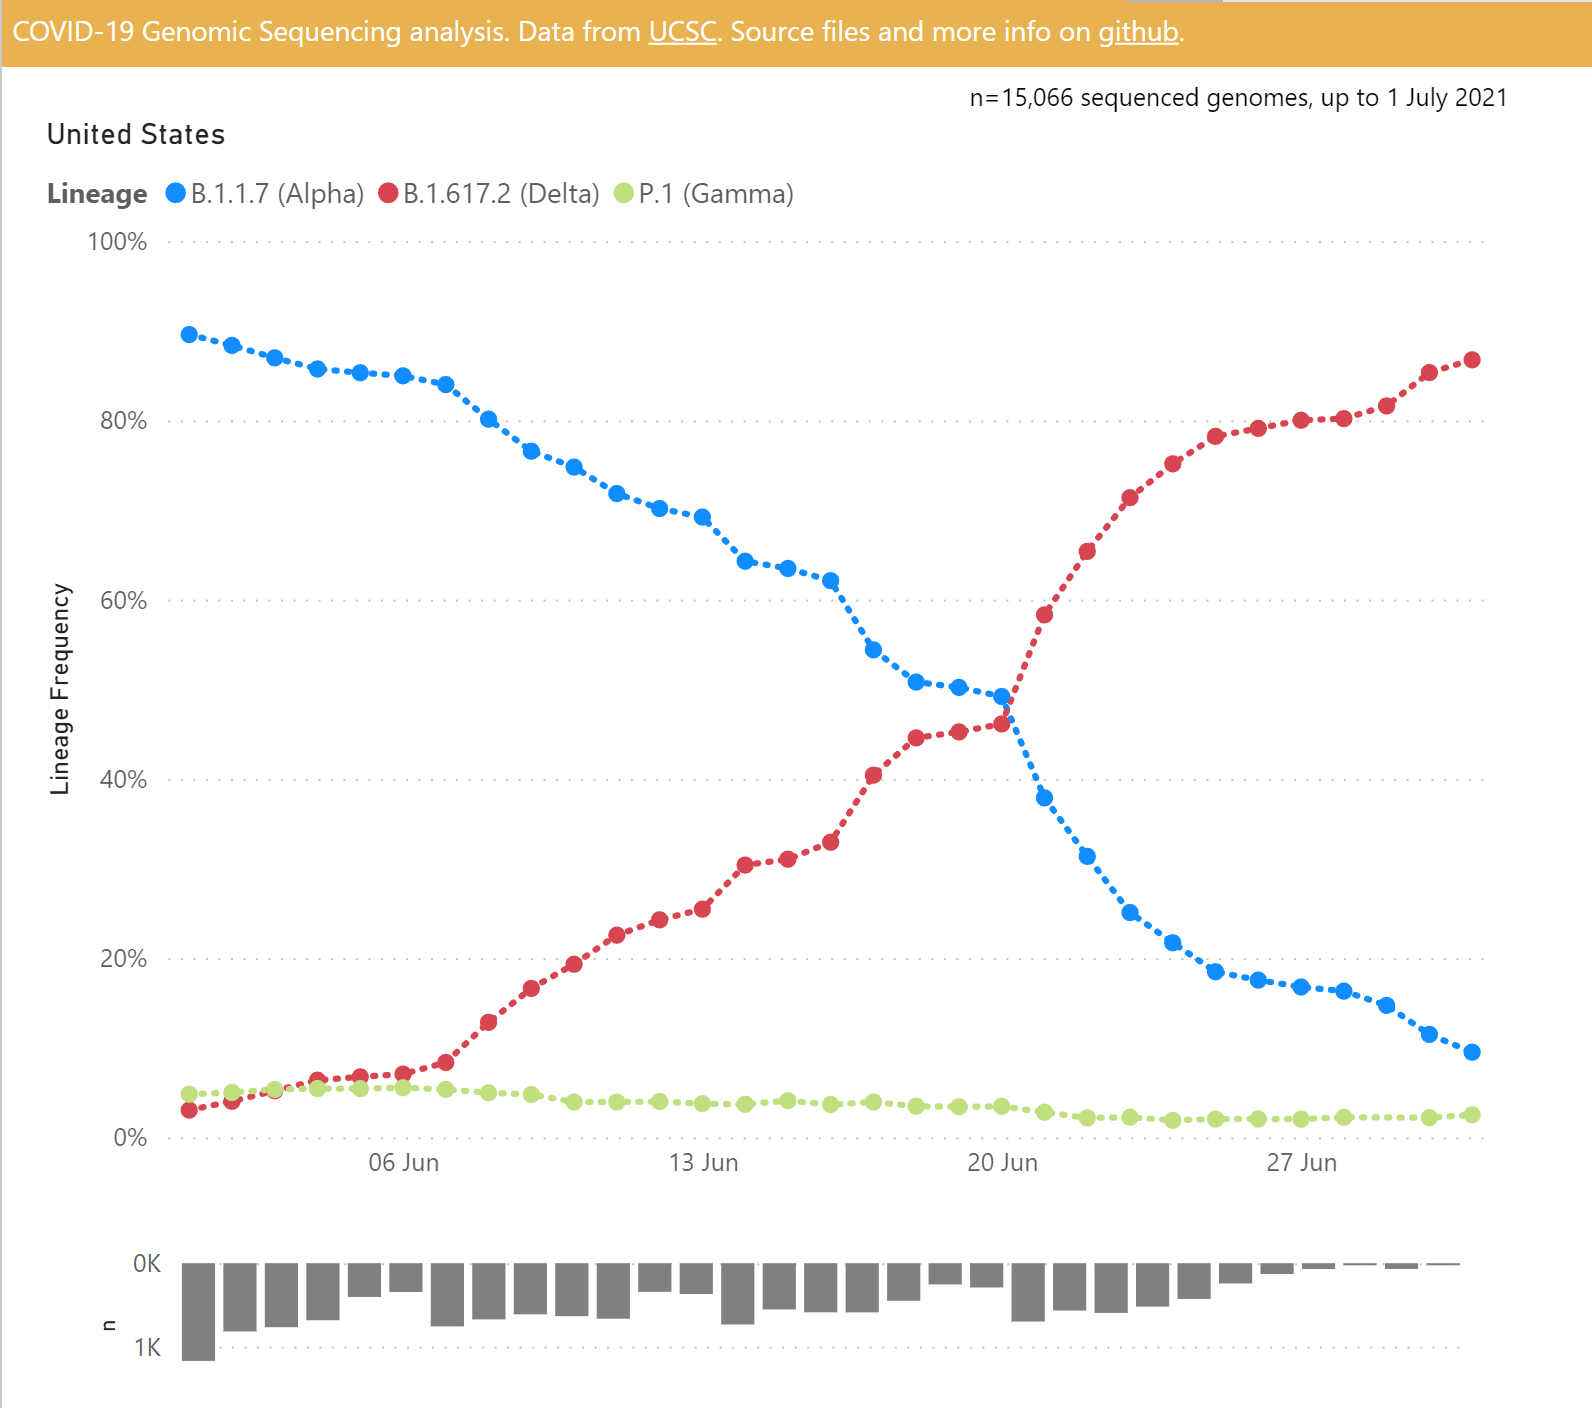 COVID-19 Genomic Sequencing analysis. Data from UCSC. Source files and more info on github.
n=15,066 sequenced genomes, up to 1 July 2021
United States
Lineage B.1.1.7 (Alpha) B.1.617.2 (Delta) P.1 (Gamma)
100%
80%
60%
40%
20%
0%
Lineage Frequency
06 Jun 13 Jun 20 Jun 27 Jun
0K
1K
n